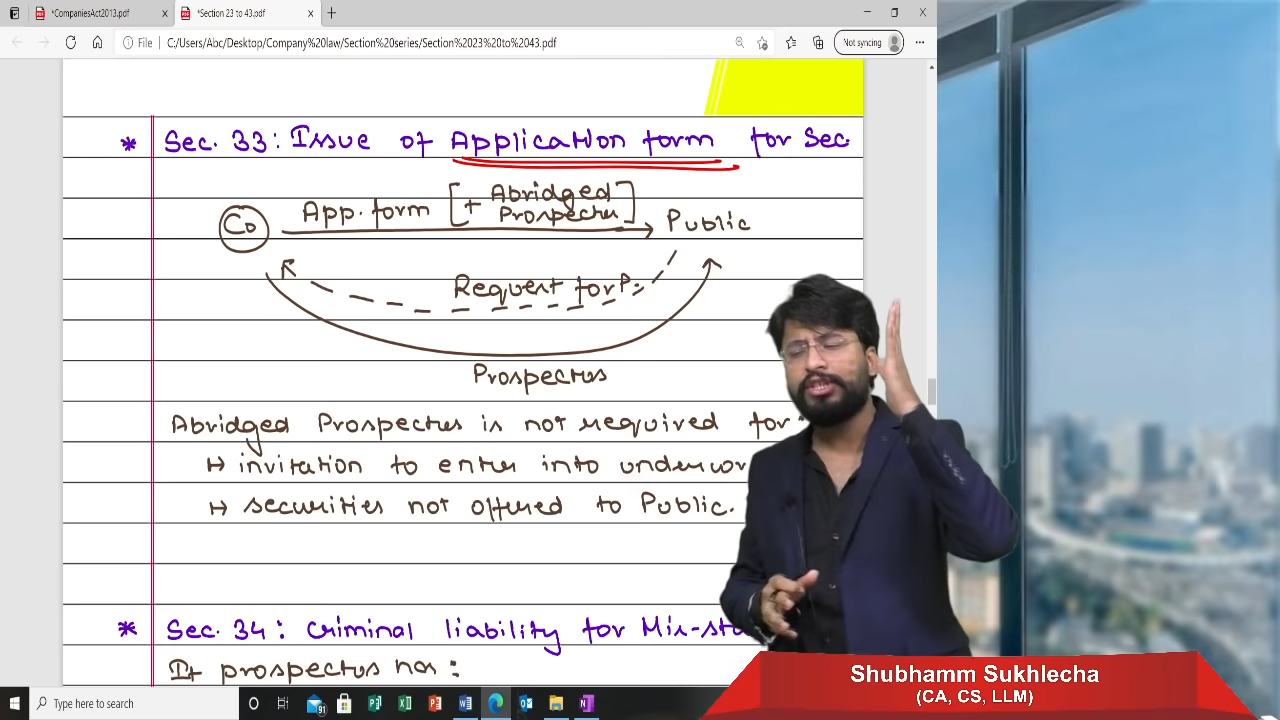 *CompaniesAct2013.pdf
*Section 23 to 43.pdf
File
C:/Users/Abc/Desktop/Company%20law/Section%20series/Section%2023%20to%2043.pdf
Not syncing
* Sec. 33: Issue of Application form for Sec
Co
App. form [+ Abridged Prospectus]
Public
Request for P.
Prospectus
Abridged Prospectus is not required for
invitation to enter into underwr
securities not offered to Public.
* Sec. 34: Criminal liability for Mis-sta
If prospectus has:
Shubhamm Sukhlecha
(CA, CS, LLM)
Type here to search
91